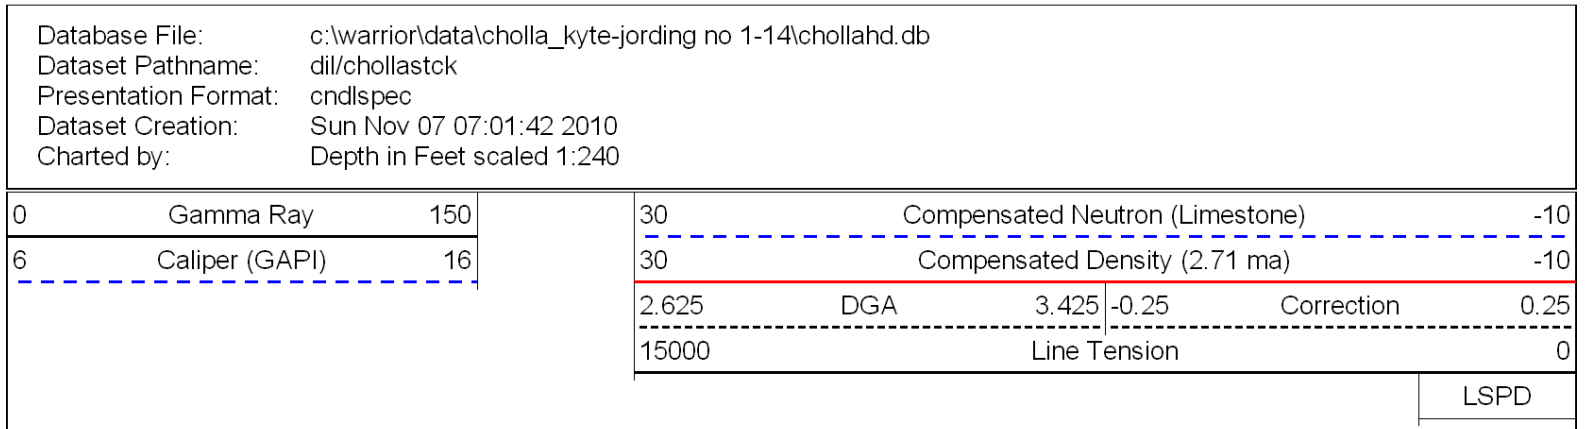 Database File: c:\warrior\data\cholla_kyte-jording no 1-14\chollahd.db
Dataset Pathname: dil/chollastck
Presentation Format: cndlspec
Dataset Creation: Sun Nov 07 07:01:42 2010
Charted by: Depth in Feet scaled 1:240
0 Gamma Ray 150 30 Compensated Neutron (Limestone) -10
6 Caliper (GAPI) 16 30 Compensated Density (2.71 ma) -10
2.625 DGA 3.425 -0.25 Correction 0.25
15000 Line Tension 0
LSPD